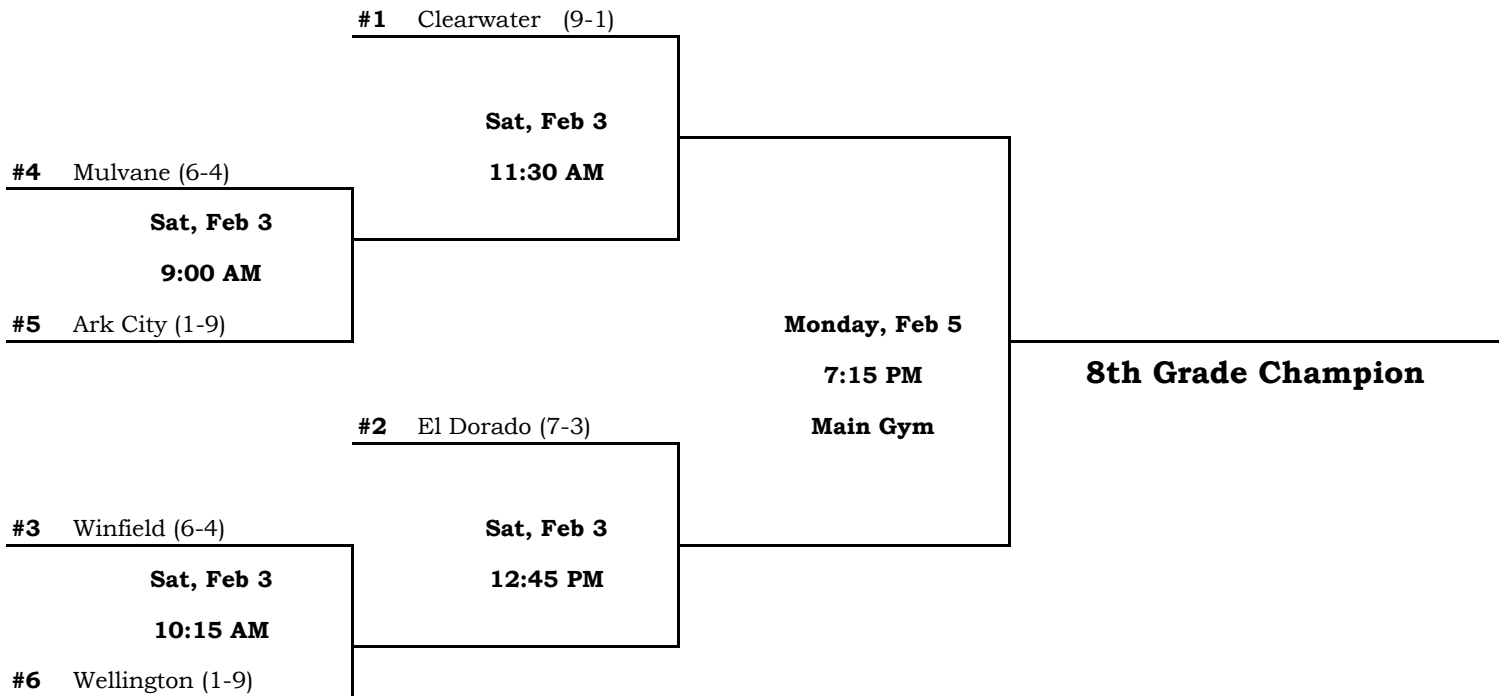 #1 Clearwater (9-1)
Sat, Feb 3
11:30 AM
#4 Mulvane (6-4)
Sat, Feb 3
9:00 AM
#5 Ark City (1-9)
Monday, Feb 5
7:15 PM
Main Gym
8th Grade Champion
#2 El Dorado (7-3)
#3 Winfield (6-4)
Sat, Feb 3
12:45 PM
Sat, Feb 3
10:15 AM
#6 Wellington (1-9)